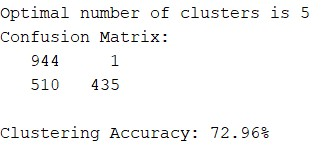 Optimal number of clusters is 5
Confusion Matrix:
944 1
510 435
Clustering Accuracy: 72.96%